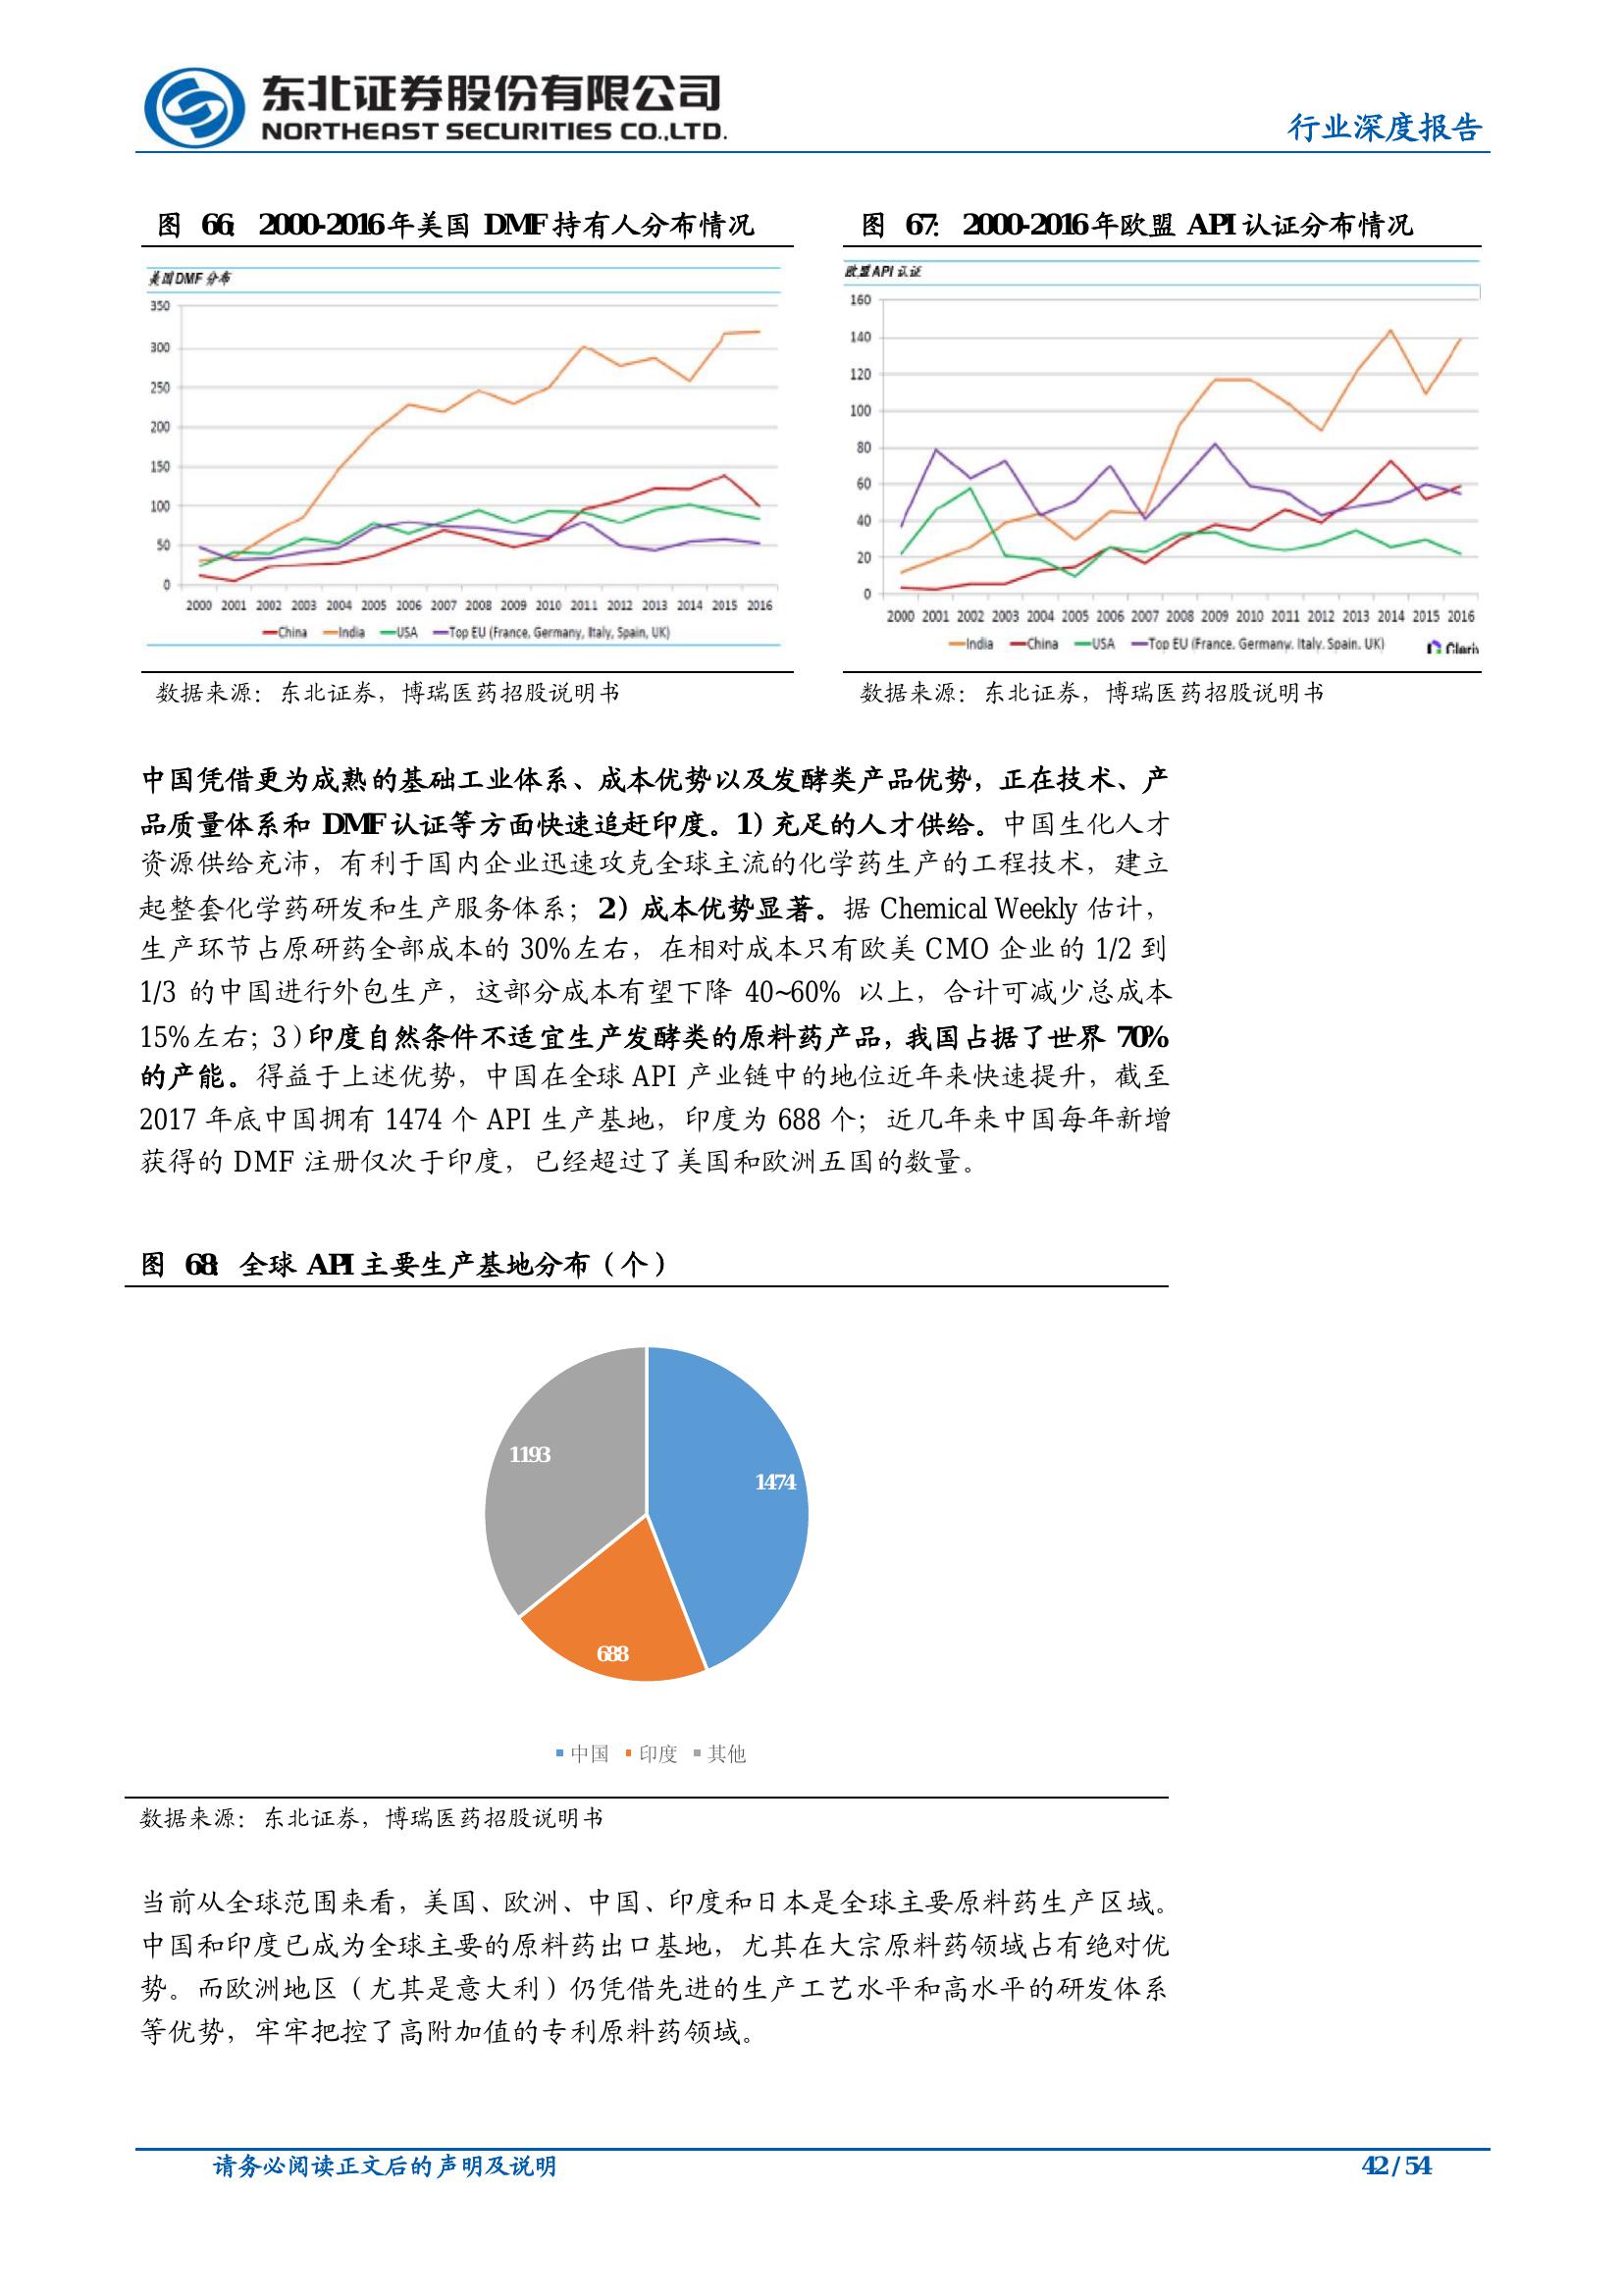 东北证券股份有限公司
NORTHEAST SECURITIES CO.,LTD.
行业深度报告
图 66：2000-2016年美国 DMF持有人分布情况
美国DMF 分布
350
300
250
200
150
100
50
0
2000 2001 2002 2003 2004 2005 2006 2007 2008 2009 2010 2011 2012 2013 2014 2015 2016
China India USA Top EU (France, Germany, Italy, Spain, UK)
数据来源：东北证券，博瑞医药招股说明书
图 67：2000-2016年欧盟 API认证分布情况
欧盟API 认证
160
140
120
100
80
60
40
20
0
2000 2001 2002 2003 2004 2005 2006 2007 2008 2009 2010 2011 2012 2013 2014 2015 2016
India China USA Top EU (France, Germany, Italy, Spain, UK)
数据来源：东北证券，博瑞医药招股说明书
中国凭借更为成熟的基础工业体系、成本优势以及发酵类产品优势，正在技术、产
品质量体系和 DMF认证等方面快速追赶印度。1）充足的人才供给。中国生化人才
资源供给充沛，有利于国内企业迅速攻克全球主流的化学药生产的工程技术，建立
起整套化学药研发和生产服务体系；2）成本优势显著。据 Chemical Weekly 估计，
生产环节占原研药全部成本的 30%左右，在相对成本只有欧美 CMO 企业的 1/2 到
1/3 的中国进行外包生产，这部分成本有望下降 40~60% 以上，合计可减少总成本
15%左右；3）印度自然条件不适宜生产发酵类的原料药产品，我国占据了世界 70%
的产能。得益于上述优势，中国在全球 API 产业链中的地位近年来快速提升，截至
2017 年底中国拥有 1474 个 API 生产基地，印度为 688 个；近几年来中国每年新增
获得的 DMF 注册仅次于印度，已经超过了美国和欧洲五国的数量。
图 68：全球 API主要生产基地分布（个）
1193
1474
688
中国 印度 其他
数据来源：东北证券，博瑞医药招股说明书
当前从全球范围来看，美国、欧洲、中国、印度和日本是全球主要原料药生产区域。
中国和印度已成为全球主要的原料药出口基地，尤其在大宗原料药领域占有绝对优
势。而欧洲地区（尤其是意大利）仍凭借先进的生产工艺水平和高水平的研发体系
等优势，牢牢把控了高附加值的专利原料药领域。
请务必阅读正文后的声明及说明
42 / 54